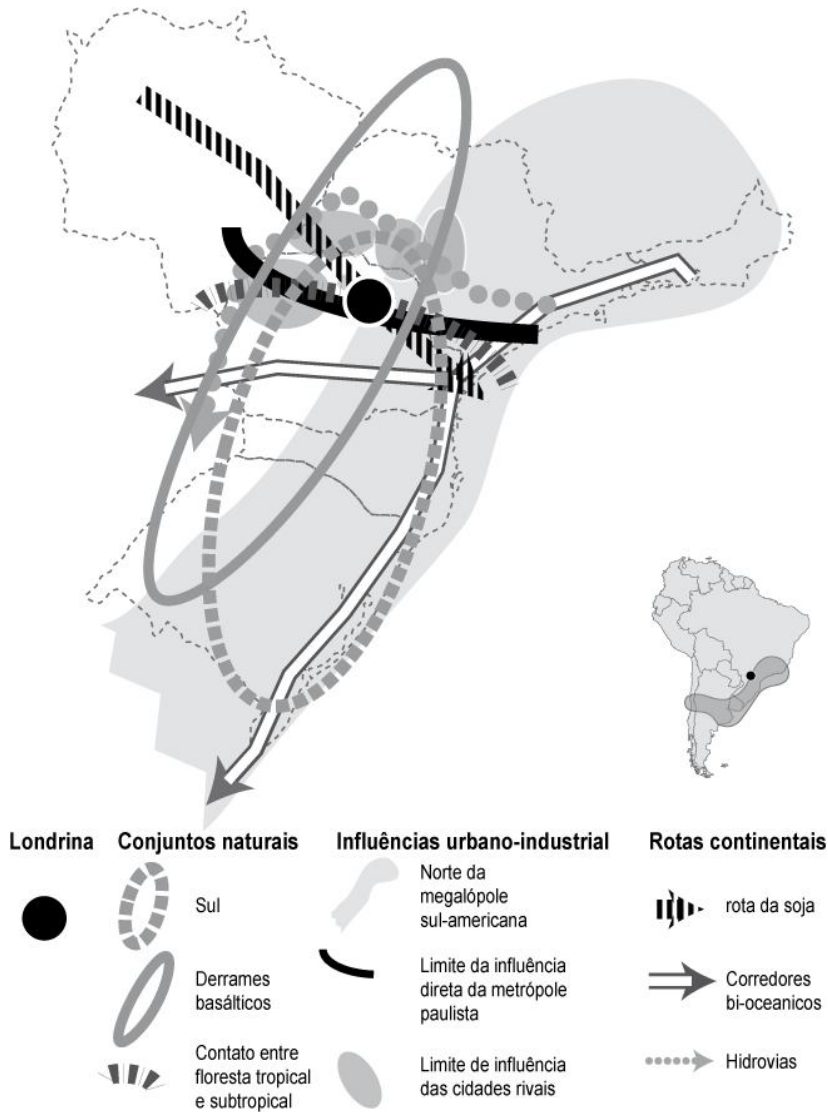 Londrina
Conjuntos naturais
Sul
Derrames
basálticos
Contato entre
floresta tropical
e subtropical
Influências urbano-industrial
Norte da
megalópole
sul-americana
Limite da influência
direta da metrópole
paulista
Limite de influência
das cidades rivais
Rotas continentais
rota da soja
Corredores
bi-oceanicos
Hidrovias